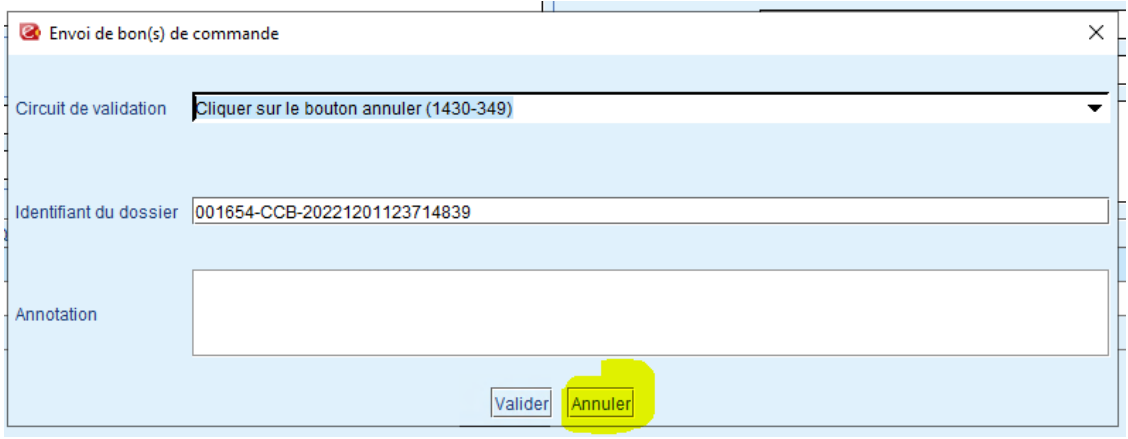 Envoi de bon(s) de commande
Circuit de validation Cliquer sur le bouton annuler (1430-349)
Identifiant du dossier 001654-CCB-20221201123714839
Annotation
Valider Annuler